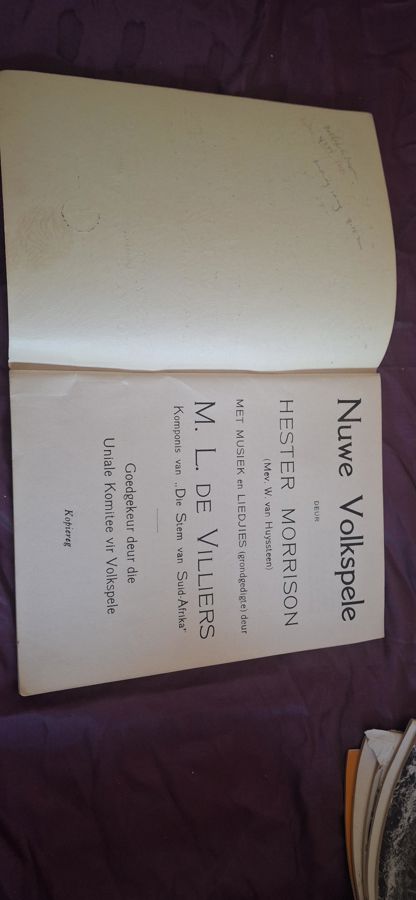 Nuwe Volkspele
DEUR
HESTER MORRISON
(Mev. W. van Huyssteen)
MET MUSIEK en LIEDJIES (grondgedigte) deur
M. L. DE VILLIERS
Komponis van „Die Stem van Suid-Afrika"
Goedgekeur deur die
Uniale Komitee vir Volkspele
Kopiereg